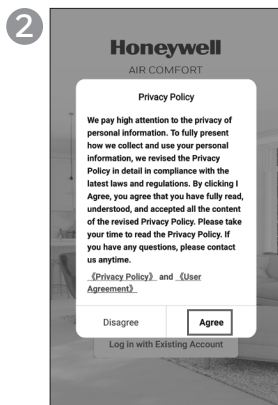 2
Honeywell
AIR COMFORT
Privacy Policy
We pay high attention to the privacy of
personal information. To fully present
how we collect and use your personal
information, we revised the Privacy
Policy in detail in compliance with the
latest laws and regulations. By clicking I
Agree, you agree that you have fully read,
understood, and accepted all the content
of the revised Privacy Policy. Please take
your time to read the Privacy Policy. If
you have any questions, please contact
us anytime.
《Privacy Policy》 and 《User
Agreement》
Disagree Agree
Log in with Existing Account